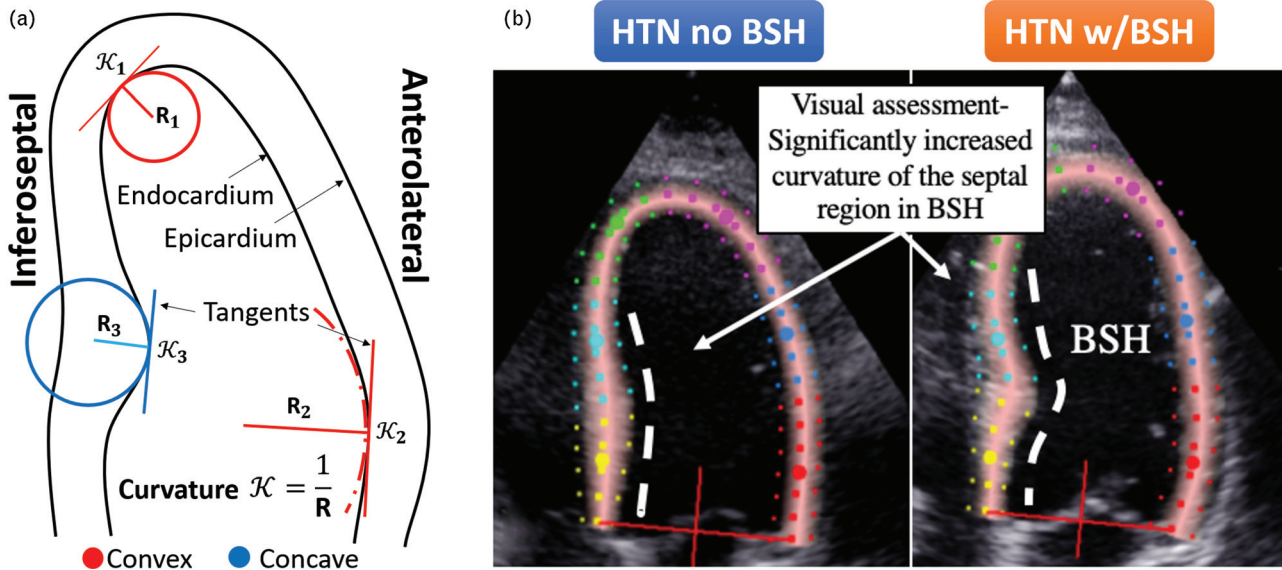 (a)
𝒦₁
R₁
Inferoseptal
Anterolateral
Endocardium
Epicardium
Tangents
R₃
𝒦₃
R₂
𝒦₂
Curvature 𝒦 = 1/R
Convex
Concave
(b)
HTN no BSH
HTN w/BSH
Visual assessment-
Significantly increased
curvature of the septal
region in BSH
BSH